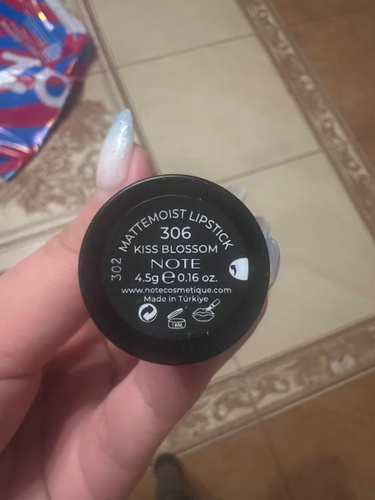 MATTEMOIST LIPSTICK
306
KISS BLOSSOM
302
NOTE
4.5g e 0.16 oz.
www.notecosmetique.com
Made in Türkiye